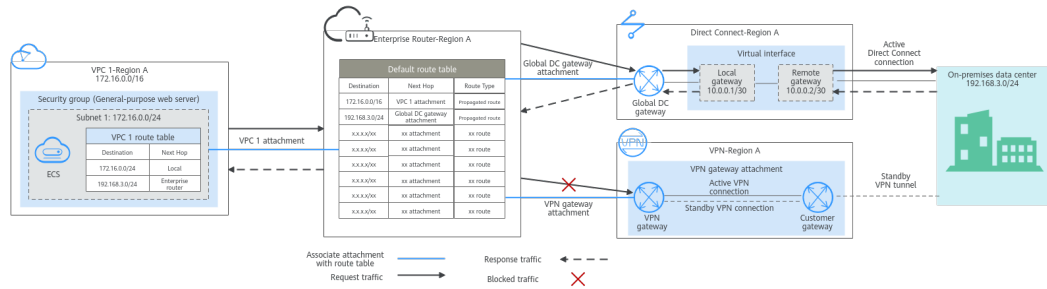 VPC 1-Region A
172.16.0.0/16
Security group (General-purpose web server)
Subnet 1: 172.16.0.0/24
ECS
VPC 1 route table
Destination Next Hop
172.16.0.0/24 Local
192.168.3.0/24 Enterprise
router
VPC 1 attachment
Enterprise Router-Region A
Default route table
Destination Next Hop Route Type
172.16.0.0/16 VPC 1 attachment Propagated route
192.168.3.0/24 Global DC gateway
attachment Propagated route
x.x.x.x/xx xx attachment xx route
x.x.x.x/xx xx attachment xx route
x.x.x.x/xx xx attachment xx route
x.x.x.x/xx xx attachment xx route
x.x.x.x/xx xx attachment xx route
x.x.x.x/xx xx attachment xx route
Global DC gateway
attachment
VPN gateway
attachment
Direct Connect-Region A
Virtual interface
Global DC
gateway
Local
gateway
10.0.0.1/30
Remote
gateway
10.0.0.2/30
Active
Direct Connect
connection
VPN
VPN-Region A
VPN gateway attachment
Active VPN
connection
Standby VPN connection
VPN
gateway
Customer
gateway
Standby
VPN tunnel
On-premises data center
192.168.3.0/24
Associate attachment
with route table
Response traffic
Request traffic
Blocked traffic